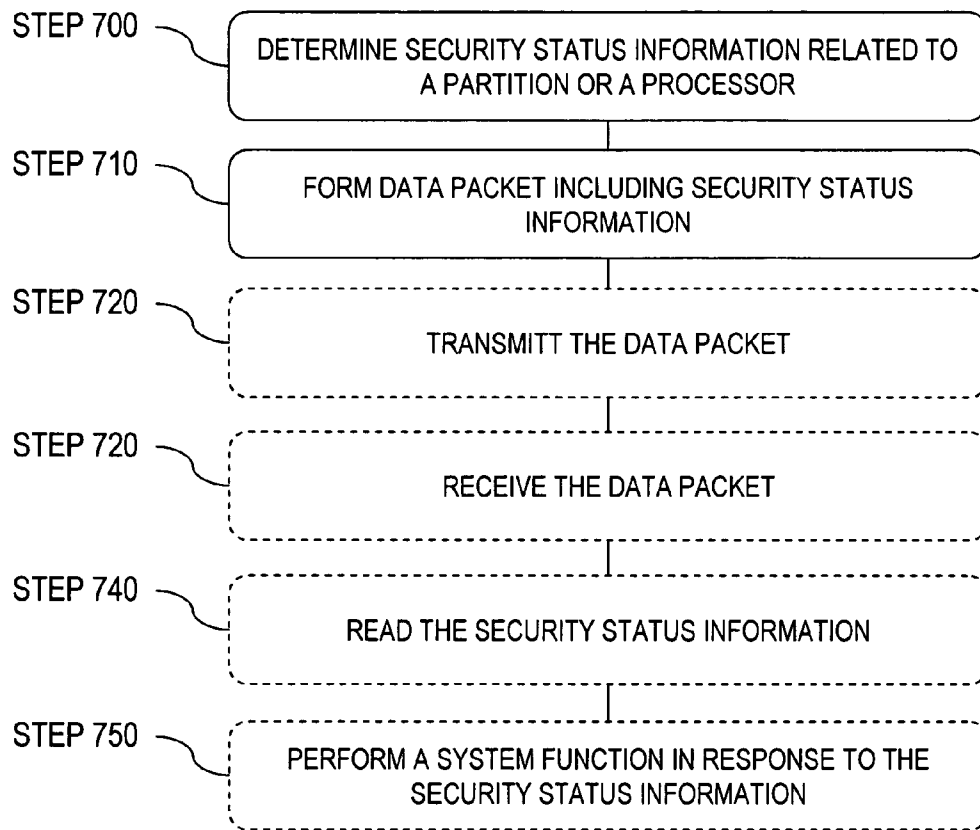 STEP 700
DETERMINE SECURITY STATUS INFORMATION RELATED TO
A PARTITION OR A PROCESSOR
STEP 710
FORM DATA PACKET INCLUDING SECURITY STATUS
INFORMATION
STEP 720
TRANSMITT THE DATA PACKET
STEP 720
RECEIVE THE DATA PACKET
STEP 740
READ THE SECURITY STATUS INFORMATION
STEP 750
PERFORM A SYSTEM FUNCTION IN RESPONSE TO THE
SECURITY STATUS INFORMATION